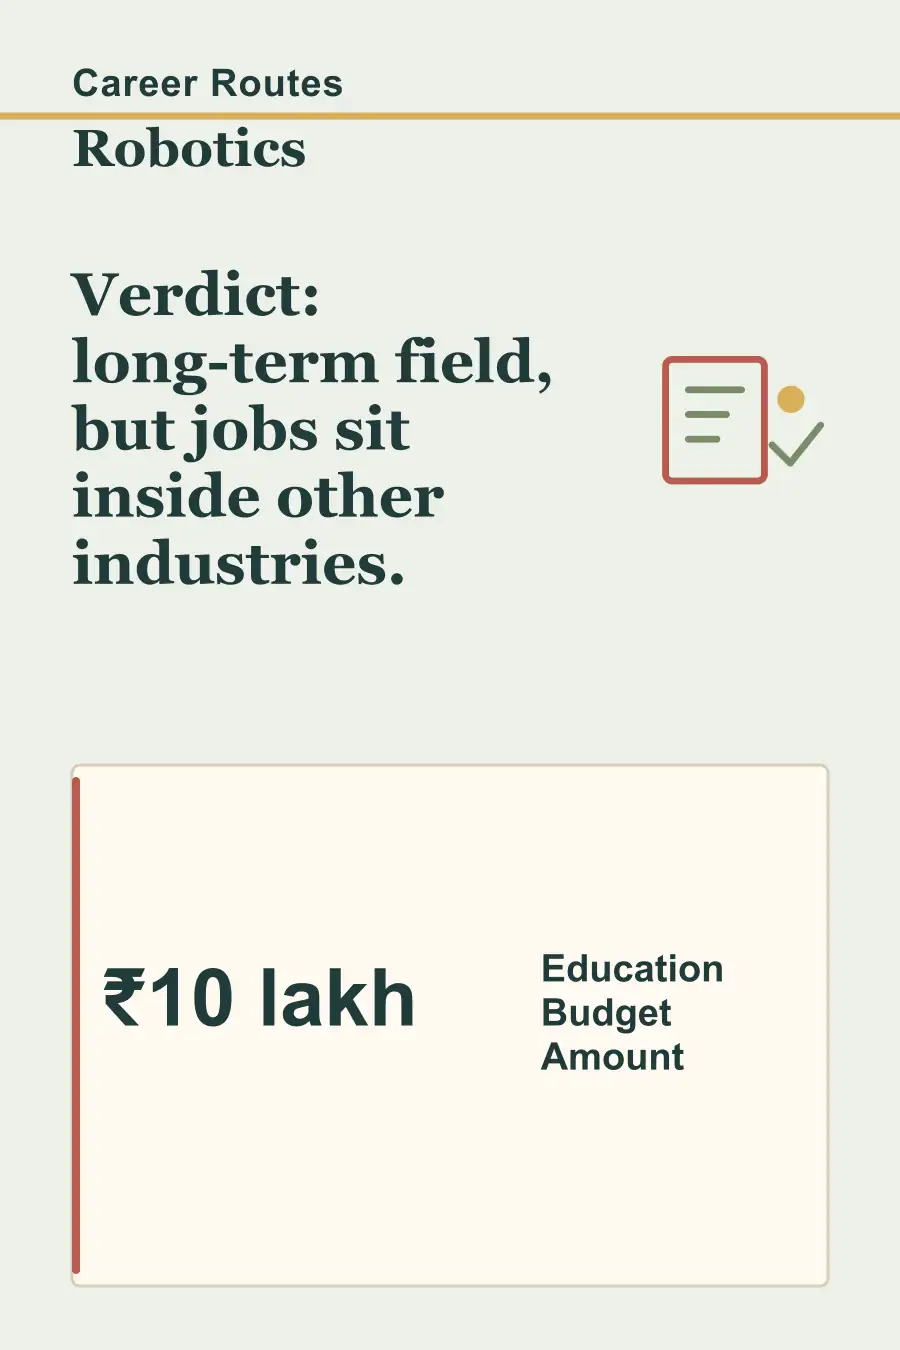 Career Routes
Robotics
Verdict:
long-term field,
but jobs sit
inside other
industries.
₹10 lakh
Education
Budget
Amount